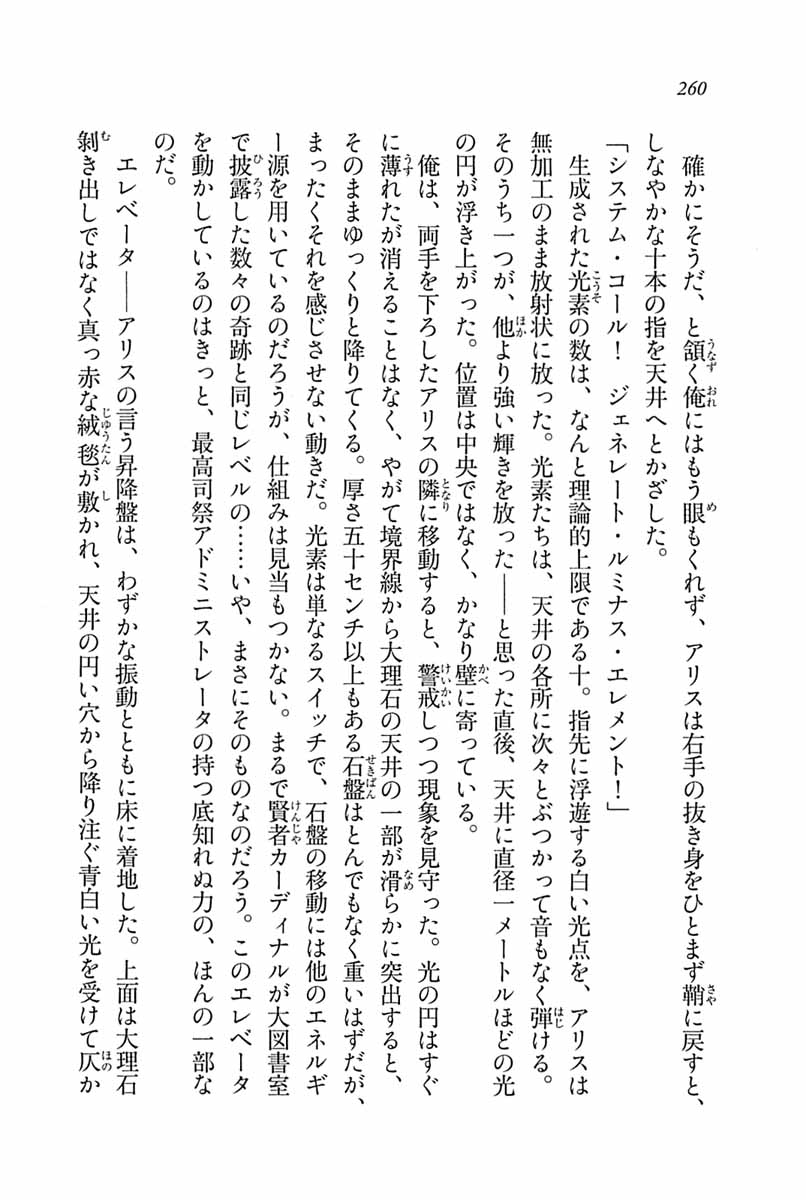 260
確かにそうだ、と頷く俺にはもう眼もくれず、アリスは右手の抜き身をひとまず鞘に戻すと、
しなやかな十本の指を天井へとかざした。
「システム・コール！　ジェネレート・ルミナス・エレメント！」
生成された光素の数は、なんと理論的上限である十。指先に浮遊する白い光点を、アリスは
無加工のまま放射状に放った。光素たちは、天井の各所に次々とぶつかって音もなく弾ける。
そのうち一つが、他より強い輝きを放った――と思った直後、天井に直径一メートルほどの光
の円が浮き上がった。位置は中央ではなく、かなり壁に寄っている。
俺は、両手を下ろしたアリスの隣に移動すると、警戒しつつ現象を見守った。光の円はすぐ
に薄れたが消えることはなく、やがて境界線から大理石の天井の一部が滑らかに突出すると、
そのままゆっくりと降りてくる。厚さ五十センチ以上もある石盤はとんでもなく重いはずだが、
まったくそれを感じさせない動きだ。光素は単なるスイッチで、石盤の移動には他のエネルギ
ー源を用いているのだろうが、仕組みは見当もつかない。まるで賢者カーディナルが大図書室
で披露した数々の奇跡と同じレベルの……いや、まさにそのものなのだろう。このエレベータ
を動かしているのはきっと、最高司祭アドミニストレータの持つ底知れぬ力の、ほんの一部な
のだ。
エレベータ――アリスの言う昇降盤は、わずかな振動とともに床に着地した。上面は大理石
剝き出しではなく真っ赤な絨毯が敷かれ、天井の円い穴から降り注ぐ青白い光を受けて仄か